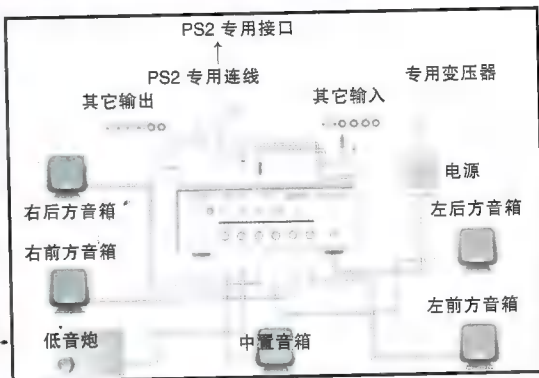 PS2 专用接口
PS2 专用连线
专用变压器
其它输出
其它输入
电源
右后方音箱
左后方音箱
右前方音箱
左前方音箱
低音炮
中置音箱